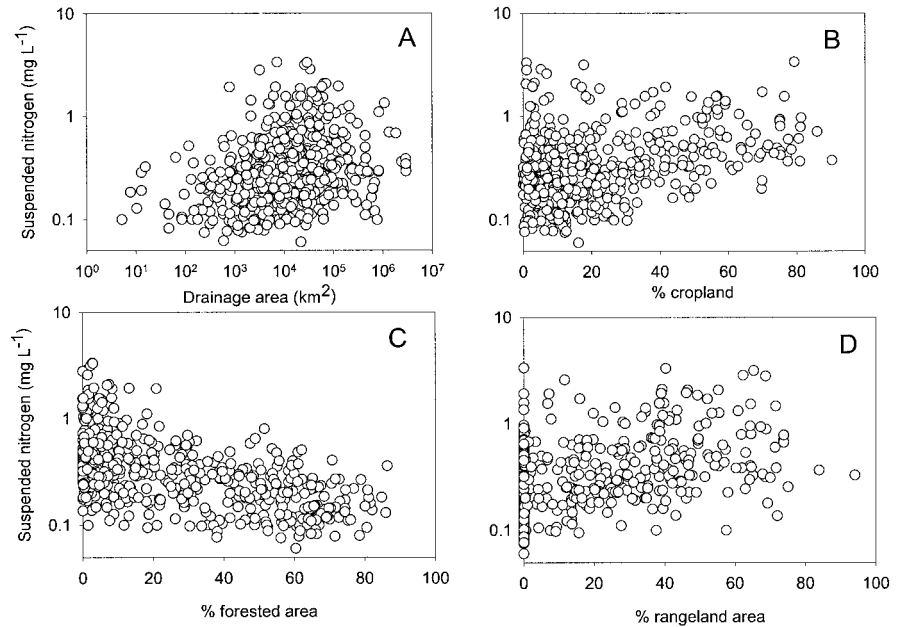 10
1
0.1
Suspended nitrogen (mg L⁻¹)
A
10⁰ 10¹ 10² 10³ 10⁴ 10⁵ 10⁶ 10⁷
Drainage area (km²)
10
1
0.1
B
0 20 40 60 80 100
% cropland
10
1
0.1
Suspended nitrogen (mg L⁻¹)
C
0 20 40 60 80 100
% forested area
10
1
0.1
D
0 20 40 60 80 100
% rangeland area